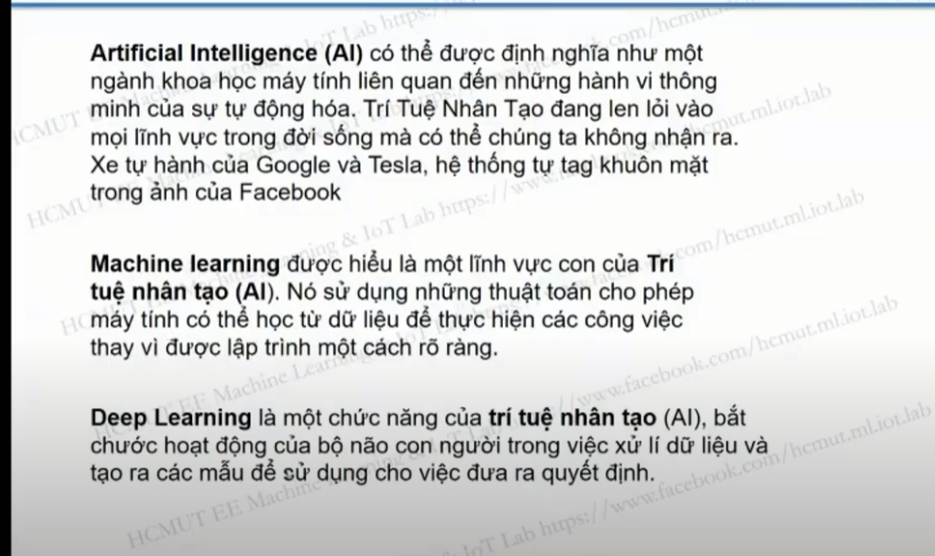 Artificial Intelligence (AI) có thể được định nghĩa như một
ngành khoa học máy tính liên quan đến những hành vi thông
minh của sự tự động hóa. Trí Tuệ Nhân Tạo đang len lỏi vào
mọi lĩnh vực trong đời sống mà có thể chúng ta không nhận ra.
Xe tự hành của Google và Tesla, hệ thống tự tag khuôn mặt
trong ảnh của Facebook
Machine learning được hiểu là một lĩnh vực con của Trí
tuệ nhân tạo (AI). Nó sử dụng những thuật toán cho phép
máy tính có thể học từ dữ liệu để thực hiện các công việc
thay vì được lập trình một cách rõ ràng.
Deep Learning là một chức năng của trí tuệ nhân tạo (AI), bắt
chước hoạt động của bộ não con người trong việc xử lí dữ liệu và
tạo ra các mẫu để sử dụng cho việc đưa ra quyết định.
HCMUT EE Machine Learning & IoT Lab https://www.facebook.com/hcmut.ml.iot.lab